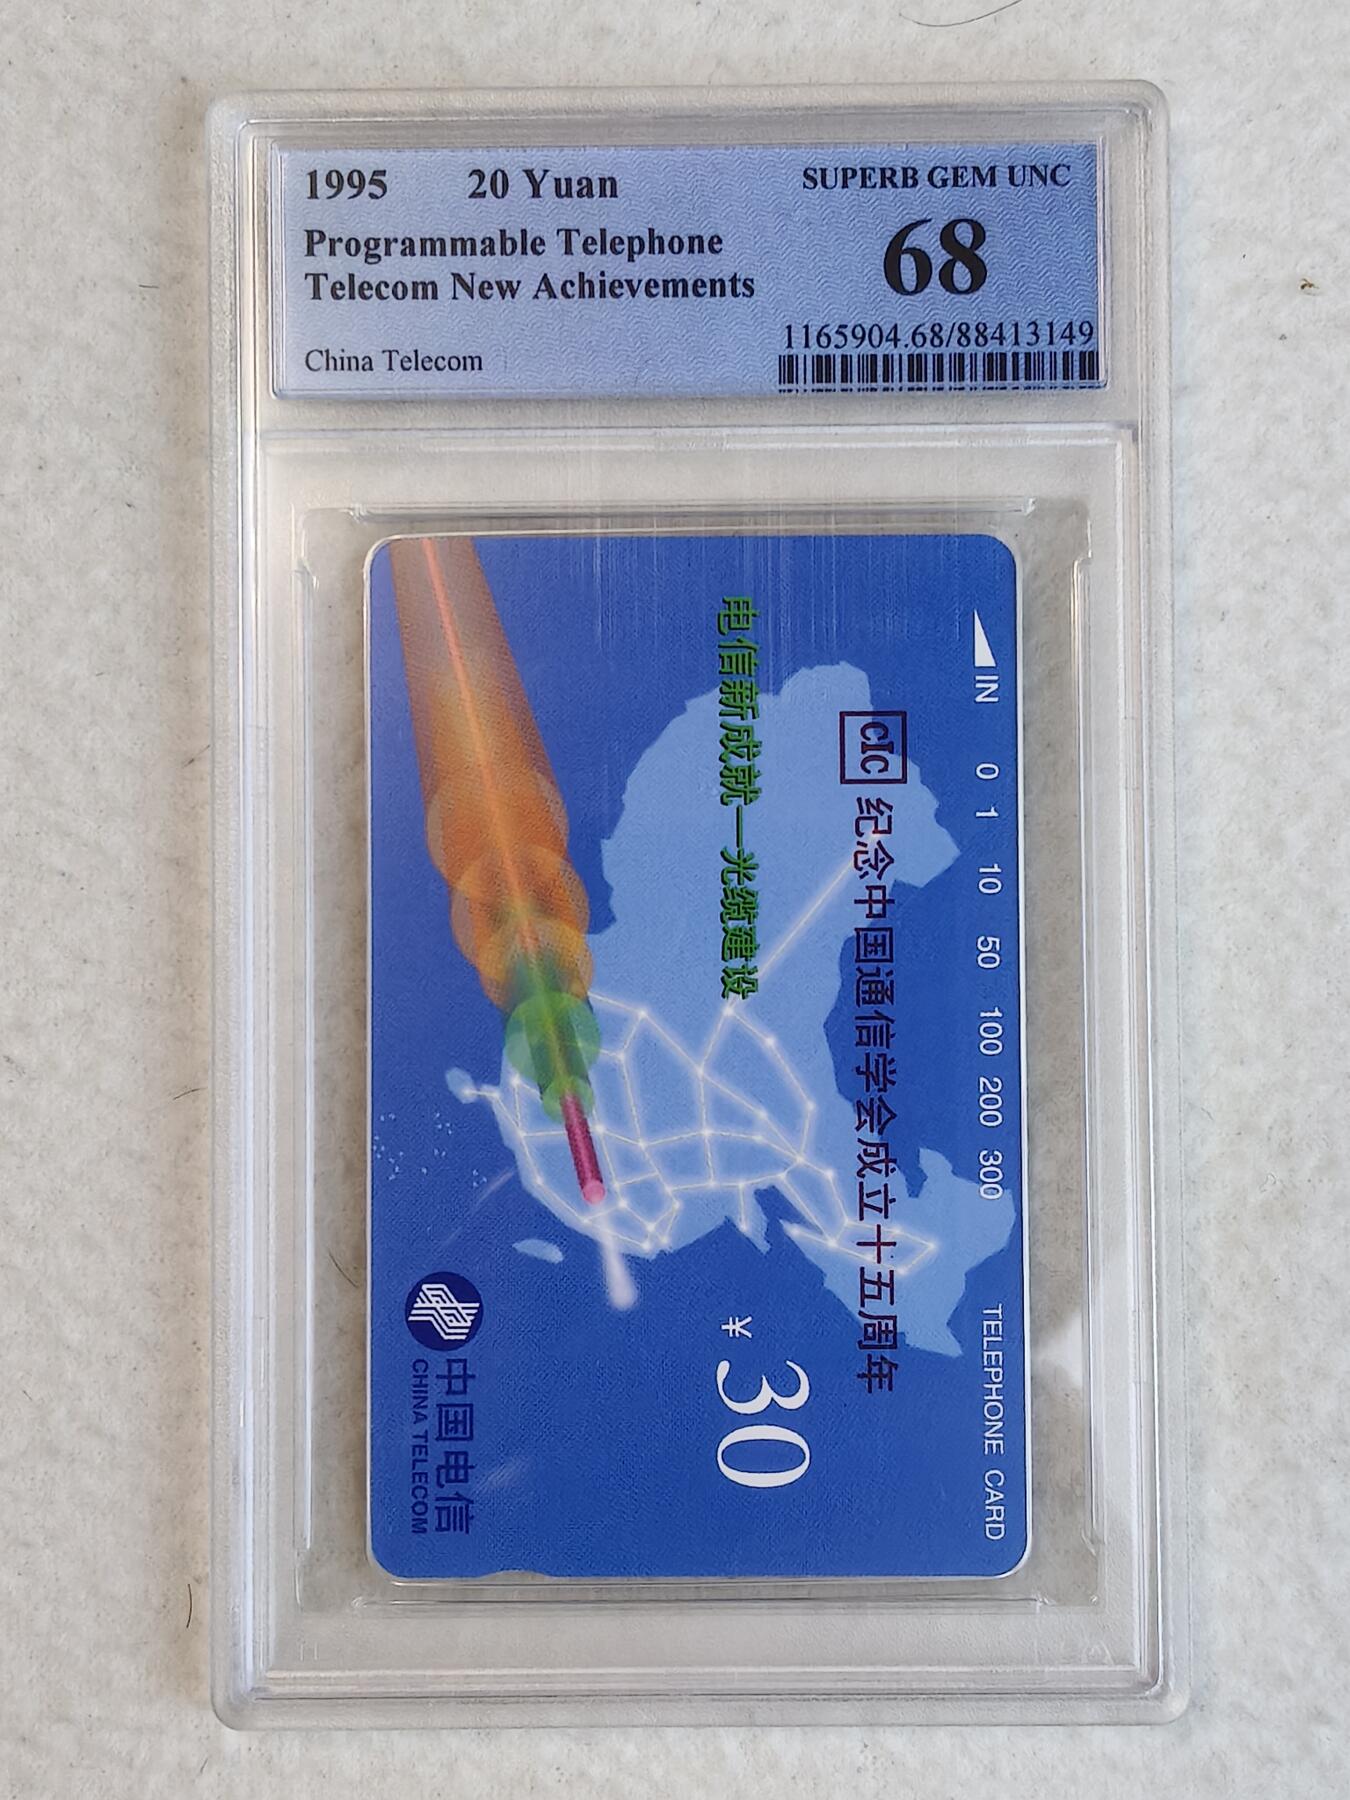 1995 20 Yuan
SUPERB GEM UNC
Programmable Telephone
68
Telecom New Achievements
1165904.68/88413149
China Telecom
IN 0 1 10 50 100 200 300 TELEPHONE CARD
cIc 纪念中国通信学会成立十五周年
电信新成就—光缆建设
¥ 30
中国电信
CHINA TELECOM